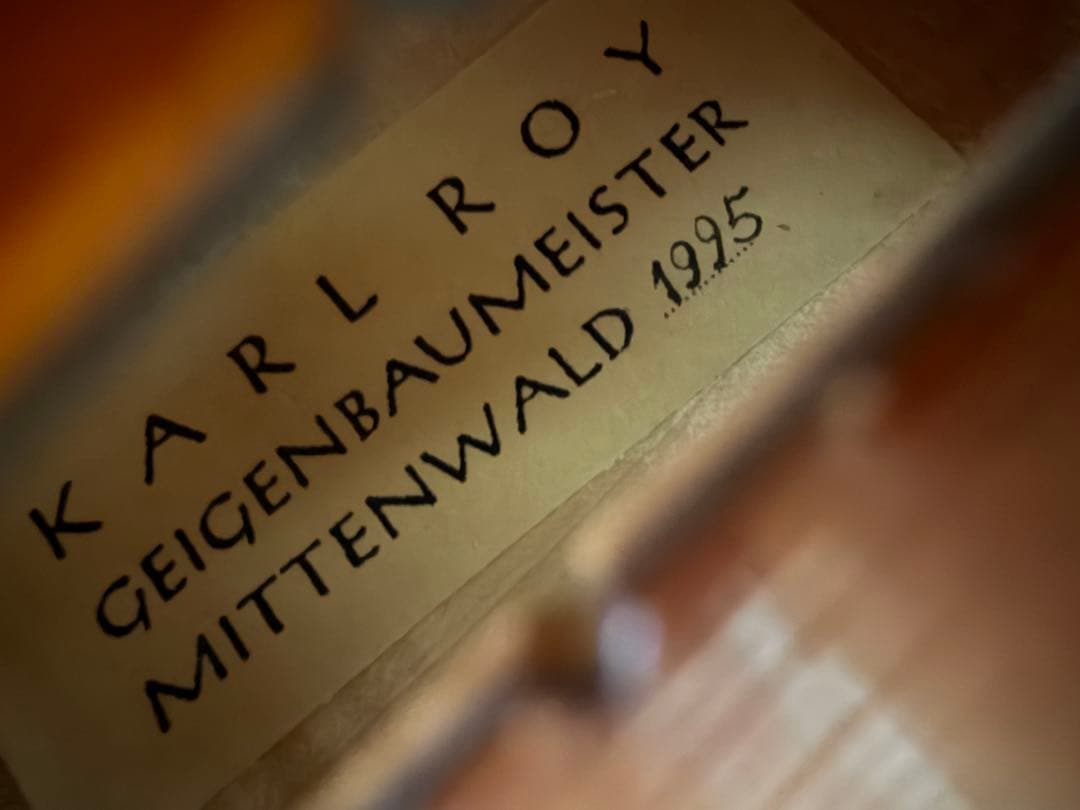 KARL ROY
GEIGENBAUMEISTER
MITTENWALD 1995